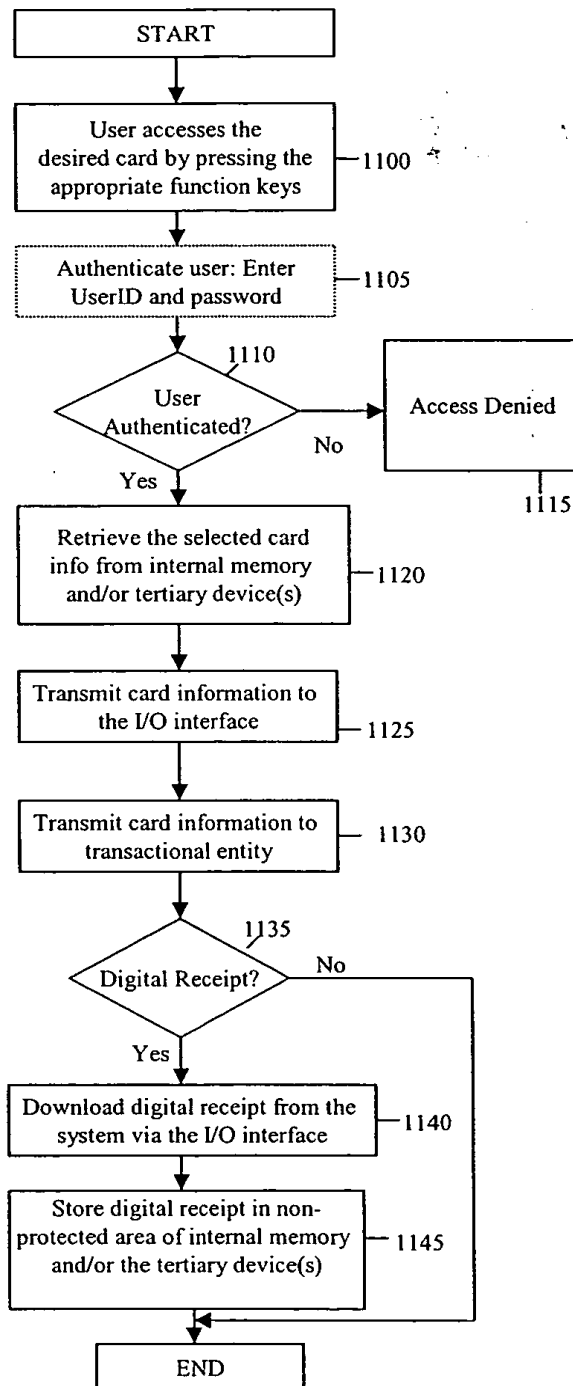 START
User accesses the
desired card by pressing the
appropriate function keys
1100
Authenticate user: Enter
UserID and password
1105
1110
User
Authenticated?
No
Access Denied
1115
Yes
Retrieve the selected card
info from internal memory
and/or tertiary device(s)
1120
Transmit card information to
the I/O interface
1125
Transmit card information to
transactional entity
1130
1135
Digital Receipt?
No
Yes
Download digital receipt from the
system via the I/O interface
1140
Store digital receipt in non-
protected area of internal memory
and/or the tertiary device(s)
1145
END